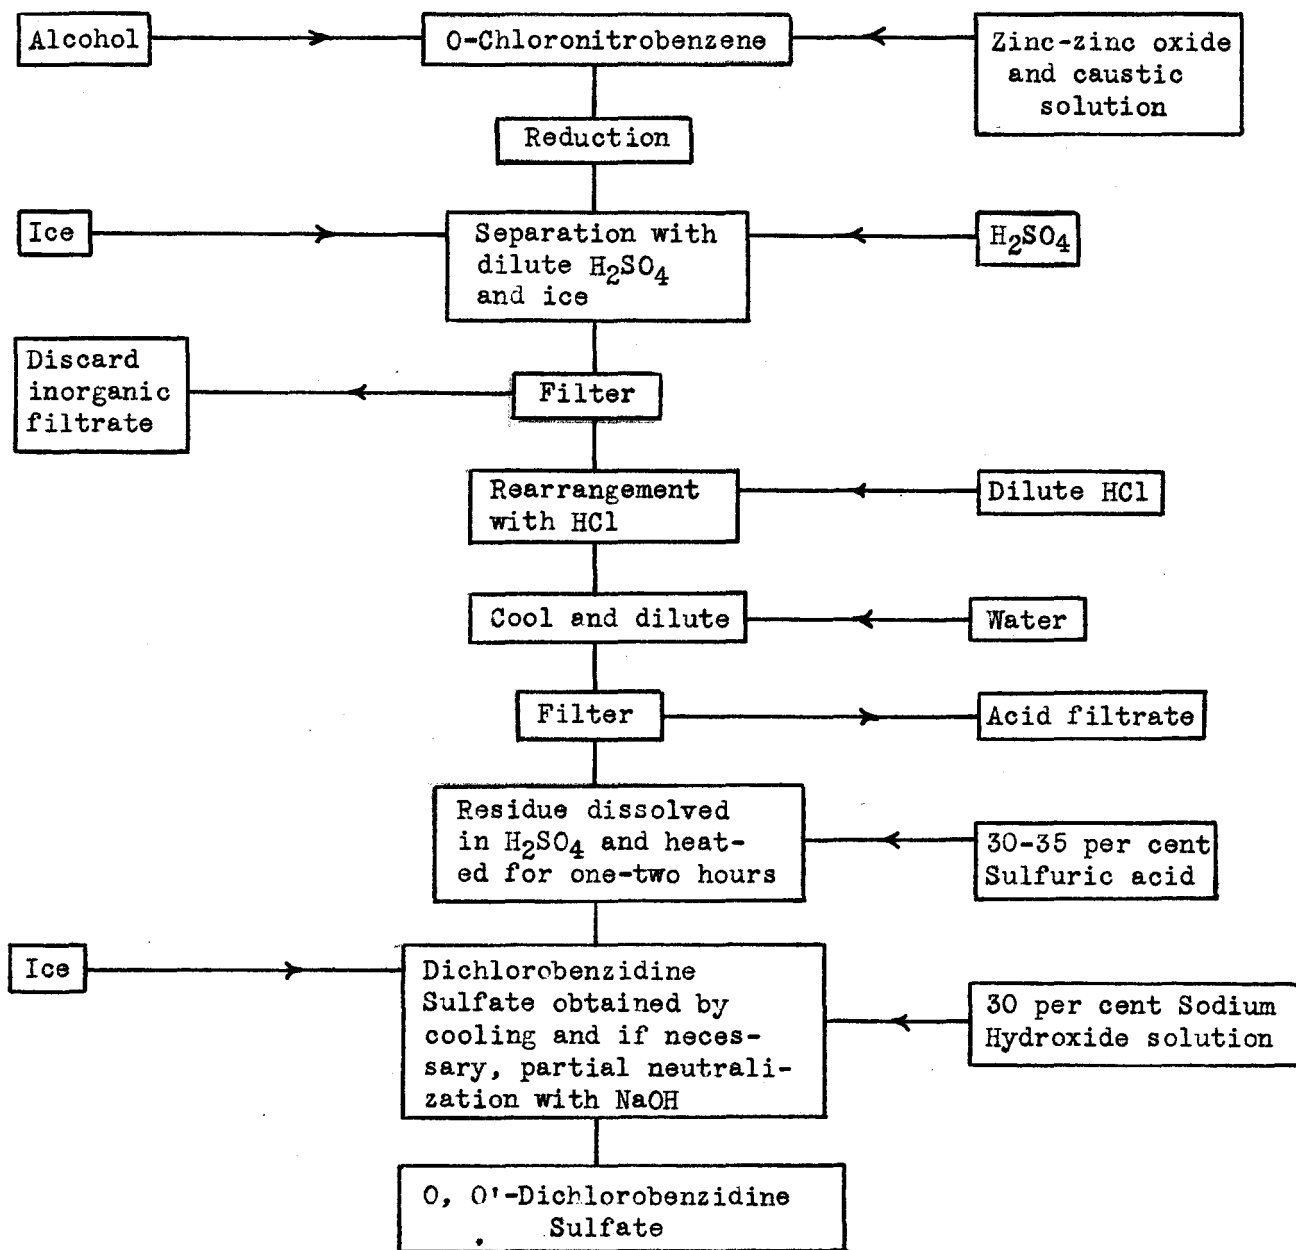 Alcohol
O-Chloronitrobenzene
Zinc-zinc oxide
and caustic
solution
Reduction
Ice
Separation with
dilute H₂SO₄
and ice
H₂SO₄
Discard
inorganic
filtrate
Filter
Rearrangement
with HCl
Dilute HCl
Cool and dilute
Water
Filter
Acid filtrate
Residue dissolved
in H₂SO₄ and heat-
ed for one-two hours
30-35 per cent
Sulfuric acid
Ice
Dichlorobenzidine
Sulfate obtained by
cooling and if neces-
sary, partial neutrali-
zation with NaOH
30 per cent Sodium
Hydroxide solution
O, O'-Dichlorobenzidine
Sulfate